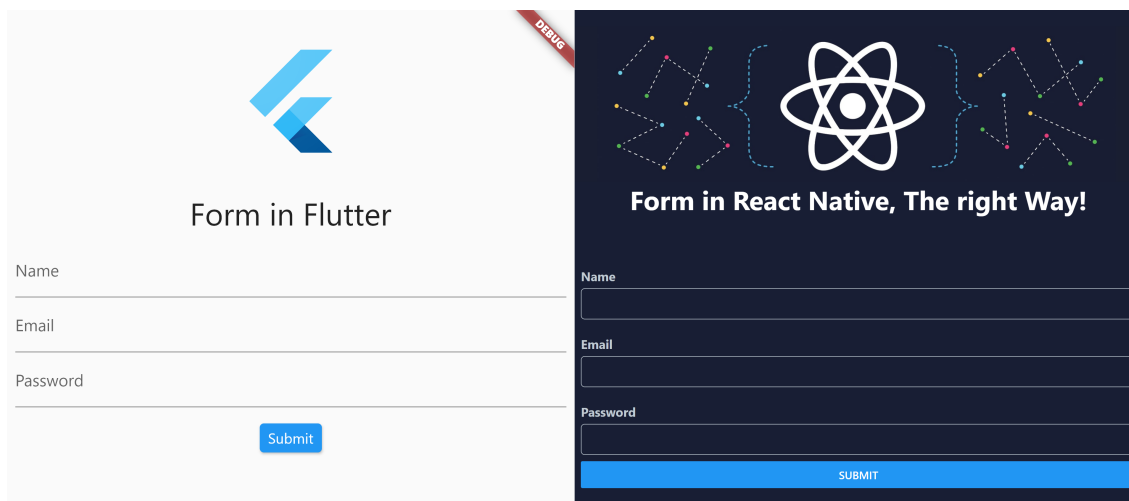 DEBUG
Form in Flutter
Name
Email
Password
Submit
Form in React Native, The right Way!
Name
Email
Password
SUBMIT